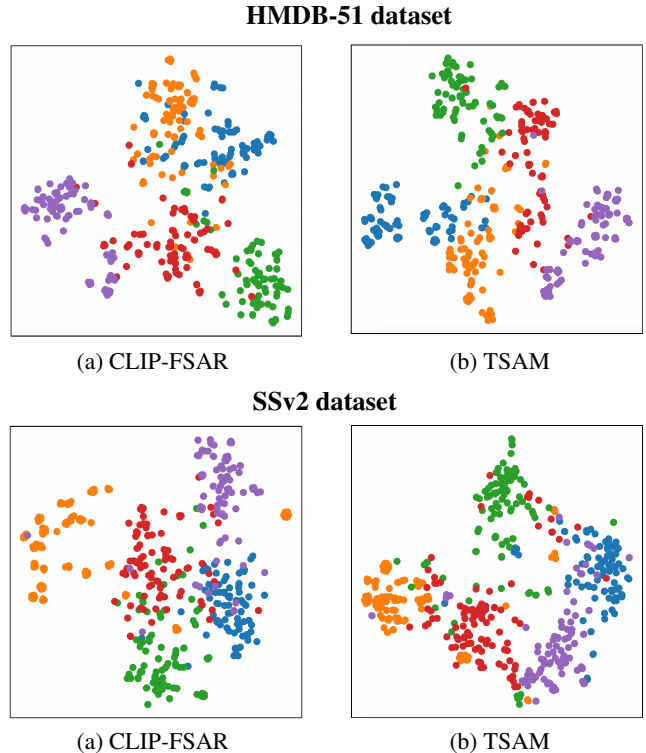 HMDB-51 dataset
(a) CLIP-FSAR
(b) TSAM
SSv2 dataset
(a) CLIP-FSAR
(b) TSAM